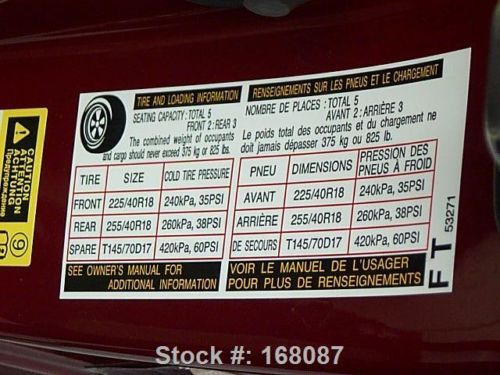 TIRE AND LOADING INFORMATION
SEATING CAPACITY: TOTAL 5
FRONT 2: REAR 3
The combined weight of occupants
and cargo should never exceed 375 kg or 825 lb.
TIRE SIZE COLD TIRE PRESSURE
FRONT 225/40R18 240kPa, 35PSI
REAR 255/40R18 260kPa, 38PSI
SPARE T145/70D17 420kPa, 60PSI
SEE OWNER'S MANUAL FOR
ADDITIONAL INFORMATION
RENSEIGNEMENTS SUR LES PNEUS ET LE CHARGEMENT
NOMBRE DE PLACES: TOTAL 5
AVANT 2: ARRIÈRE 3
Le poids total des occupants et du chargement ne
doit jamais dépasser 375 kg ou 825 lb.
PNEU DIMENSIONS PRESSION DES
PNEUS À FROID
AVANT 225/40R18 240kPa, 35PSI
ARRIÈRE 255/40R18 260kPa, 38PSI
DE SECOURS T145/70D17 420kPa, 60PSI
VOIR LE MANUEL DE L'USAGER
POUR PLUS DE RENSEIGNEMENTS
FT 53271
CAUTION
ATTENTION
ACHTUNG
Предупреждение
9
Stock #: 168087